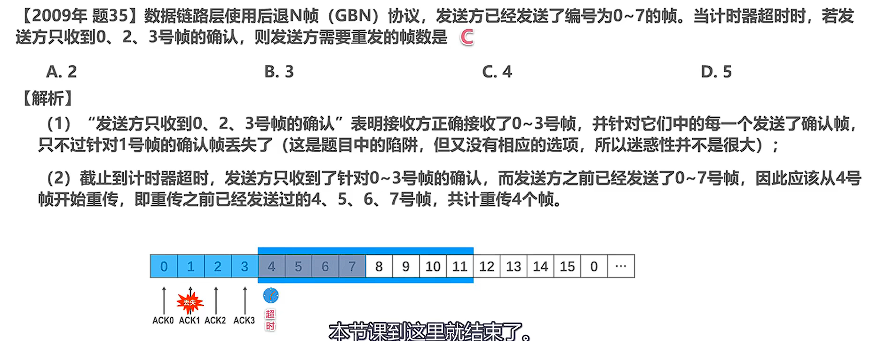 【2009年 题35】数据链路层使用后退N帧（GBN）协议，发送方已经发送了编号为0~7的帧。当计时器超时时，若发
送方只收到0、2、3号帧的确认，则发送方需要重发的帧数是 C
A. 2 B. 3 C. 4 D. 5
【解析】
（1）“发送方只收到0、2、3号帧的确认”表明接收方正确接收了0~3号帧，并针对它们中的每一个发送了确认帧，
只不过针对1号帧的确认帧丢失了（这是题目中的陷阱，但又没有相应的选项，所以迷惑性并不是很大）；
（2）截止到计时器超时，发送方只收到了针对0~3号帧的确认，而发送方之前已经发送了0~7号帧，因此应该从4号
帧开始重传，即重传之前已经发送过的4、5、6、7号帧，共计重传4个帧。
0 1 2 3 4 5 6 7 8 9 10 11 12 13 14 15 0 …
丢失
ACK0 ACK1 ACK2 ACK3
超
时
本节课到这里就结束了。